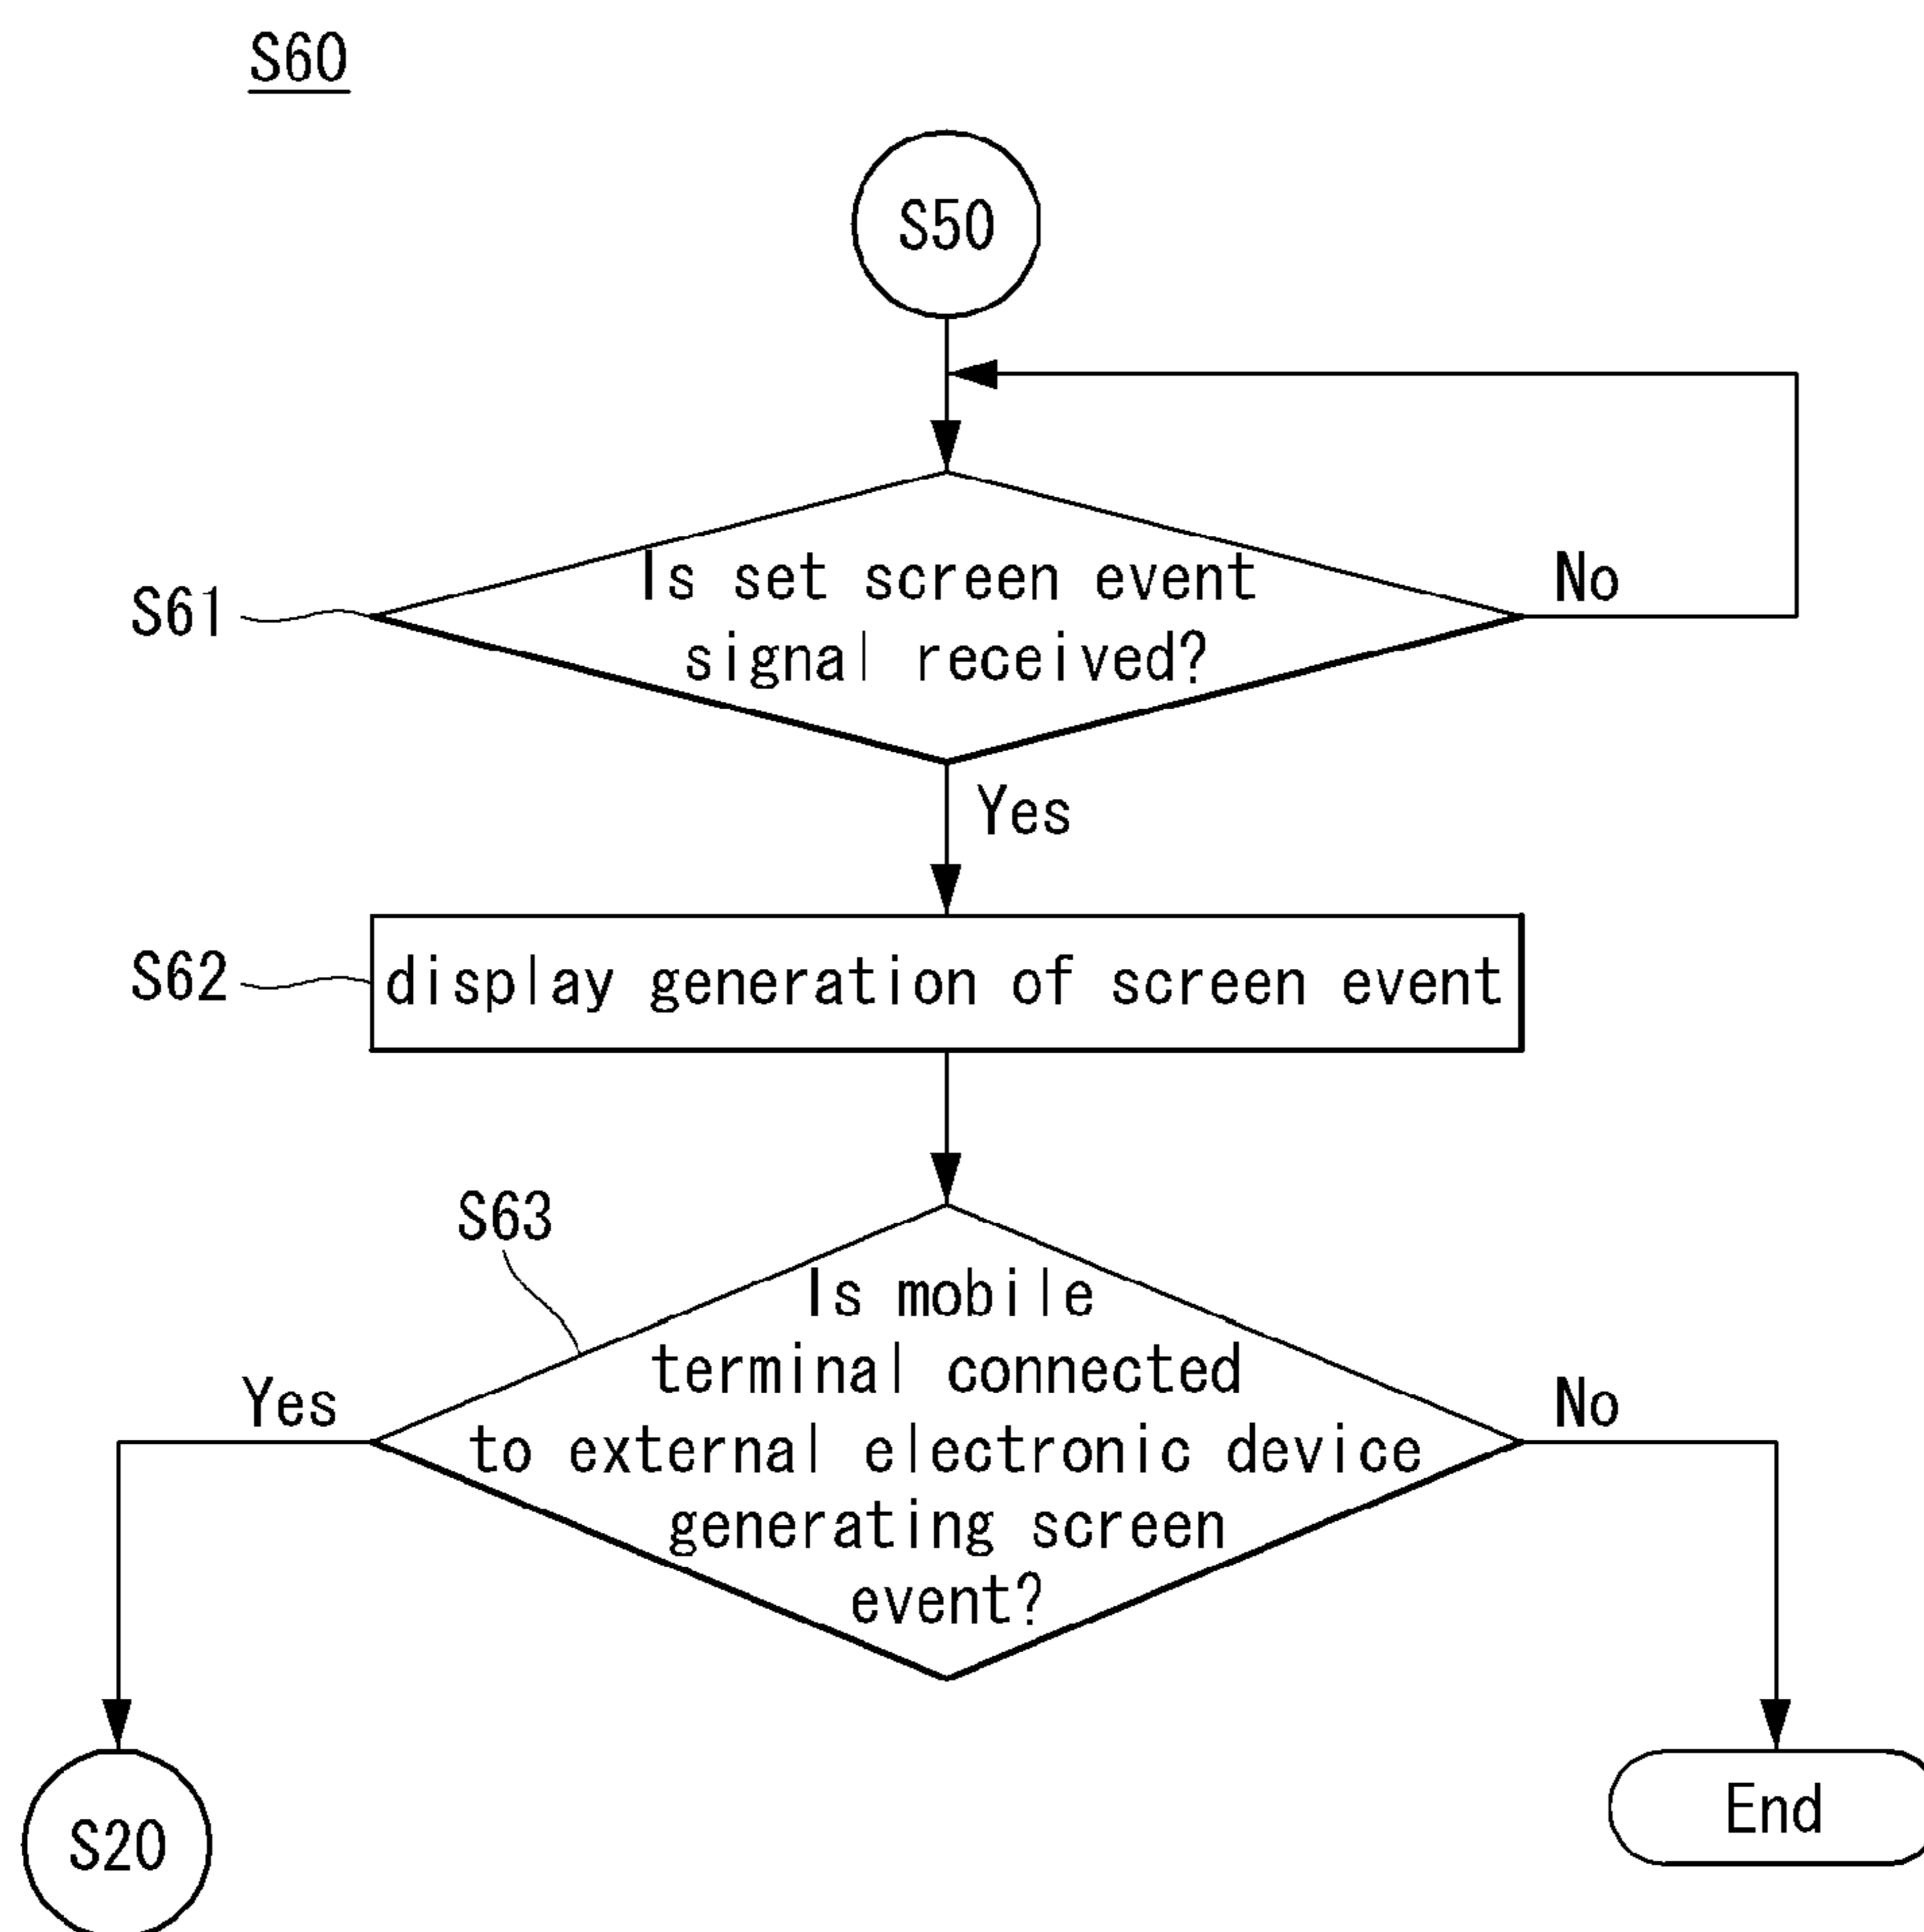 S60
S50
Is set screen event
signal received?
No
S61
Yes
S62
display generation of screen event
S63
Is mobile
terminal connected
to external electronic device
generating screen
event?
Yes
No
S20
End